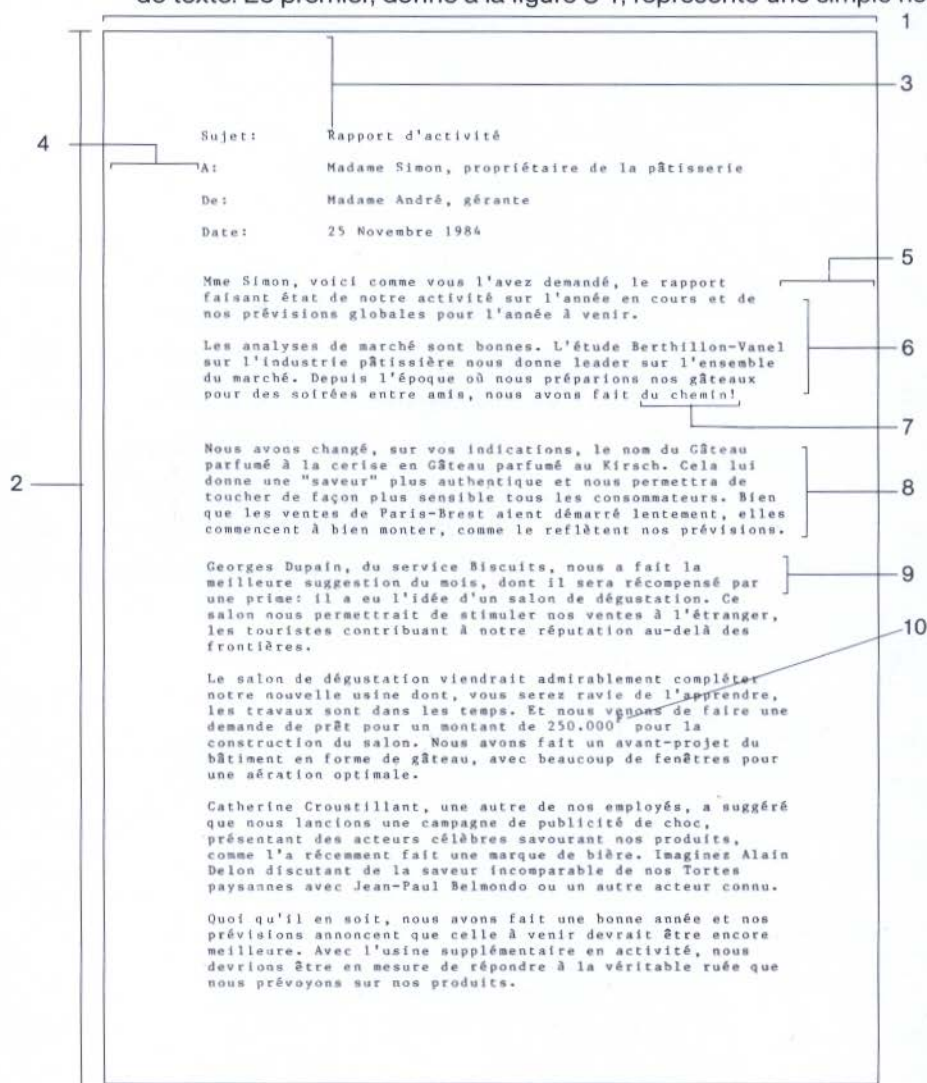 de texte. Le premier, donné à la figure 3-1, représente une simple no
1
3
Sujet: Rapport d'activité
4
A: Madame Simon, propriétaire de la pâtisserie
De: Madame André, gérante
Date: 25 Novembre 1984
5
Mme Simon, voici comme vous l'avez demandé, le rapport
faisant état de notre activité sur l'année en cours et de
nos prévisions globales pour l'année à venir.
6
Les analyses de marché sont bonnes. L'étude Berthillon-Vanel
sur l'industrie pâtissière nous donne leader sur l'ensemble
du marché. Depuis l'époque où nous préparions nos gâteaux
pour des soirées entre amis, nous avons fait du chemin!
7
Nous avons changé, sur vos indications, le nom du Gâteau
parfumé à la cerise en Gâteau parfumé au Kirsch. Cela lui
2
donne une "saveur" plus authentique et nous permettra de
8
toucher de façon plus sensible tous les consommateurs. Bien
que les ventes de Paris-Brest aient démarré lentement, elles
commencent à bien monter, comme le reflètent nos prévisions.
Georges Dupain, du service Biscuits, nous a fait la
9
meilleure suggestion du mois, dont il sera récompensé par
une prime: il a eu l'idée d'un salon de dégustation. Ce
salon nous permettrait de stimuler nos ventes à l'étranger,
les touristes contribuant à notre réputation au-delà des
10
frontières.
Le salon de dégustation viendrait admirablement compléter
notre nouvelle usine dont, vous serez ravie de l'apprendre,
les travaux sont dans les temps. Et nous venons de faire une
demande de prêt pour un montant de 250.000F pour la
construction du salon. Nous avons fait un avant-projet du
bâtiment en forme de gâteau, avec beaucoup de fenêtres pour
une aération optimale.
Catherine Croustillant, une autre de nos employés, a suggéré
que nous lancions une campagne de publicité de choc,
présentant des acteurs célèbres savourant nos produits,
comme l'a récemment fait une marque de bière. Imaginez Alain
Delon discutant de la saveur incomparable de nos Tortes
paysannes avec Jean-Paul Belmondo ou un autre acteur connu.
Quoi qu'il en soit, nous avons fait une bonne année et nos
prévisions annoncent que celle à venir devrait être encore
meilleure. Avec l'usine supplémentaire en activité, nous
devrions être en mesure de répondre à la véritable ruée que
nous prévoyons sur nos produits.